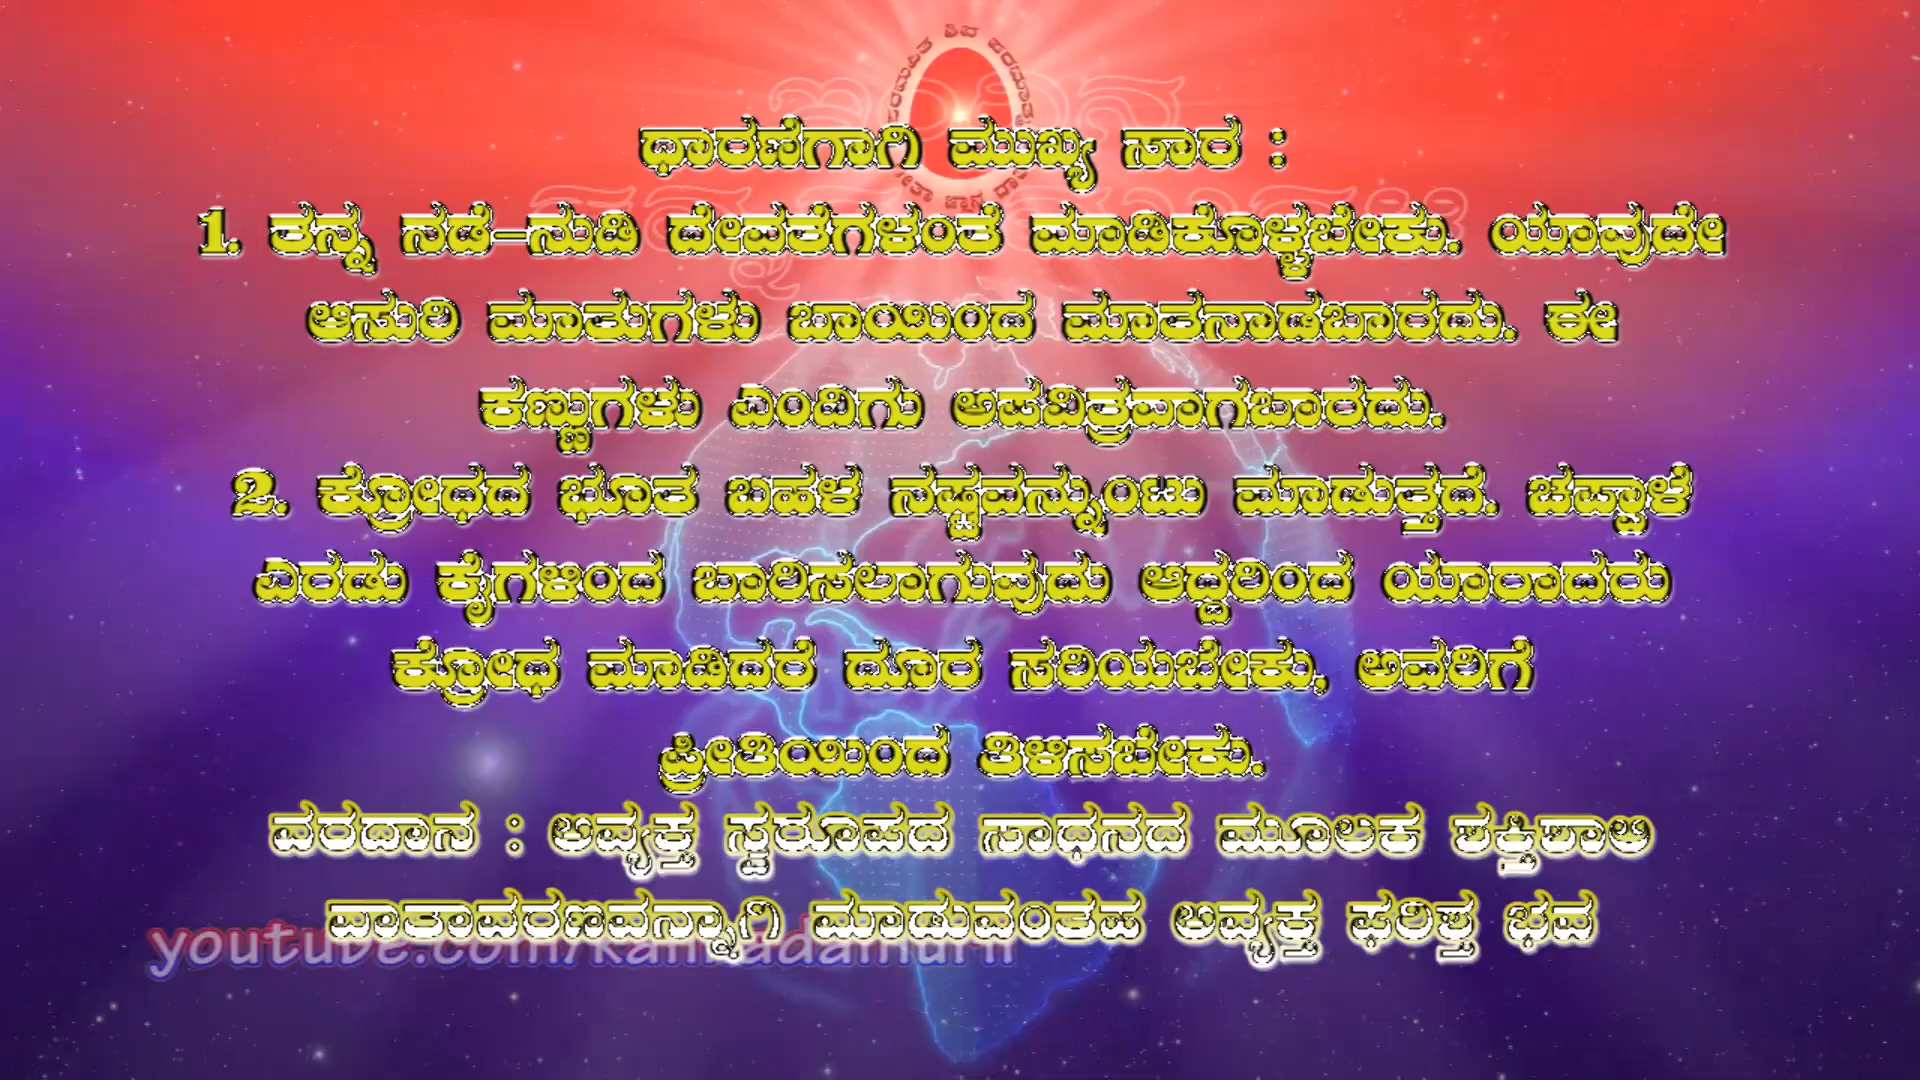 ಧಾರಣೆಗಾಗಿ ಮುಖ್ಯ ಸಾರ :
1. ತನ್ನ ನಡೆ-ನುಡಿ ದೇವತೆಗಳಂತೆ ಮಾಡಿಕೊಳ್ಳಬೇಕು. ಯಾವುದೇ
ಆಸುರಿ ಮಾತುಗಳು ಬಾಯಿಂದ ಮಾತನಾಡಬಾರದು. ಈ
ಕಣ್ಣುಗಳು ಎಂದಿಗು ಅಪವಿತ್ರವಾಗಬಾರದು.
2. ಕ್ರೋಧದ ಭೂತ ಬಹಳ ನಷ್ಟವನ್ನುಂಟು ಮಾಡುತ್ತದೆ. ಚಪ್ಪಾಳೆ
ಎರಡು ಕೈಗಳಿಂದ ಬಾರಿಸಲಾಗುವುದು ಆದ್ದರಿಂದ ಯಾರಾದರು
ಕ್ರೋಧ ಮಾಡಿದರೆ ದೂರ ಸರಿಯಬೇಕು, ಅವರಿಗೆ
ಪ್ರೀತಿಯಿಂದ ತಿಳಿಸಬೇಕು.
ವರದಾನ : ಅವ್ಯಕ್ತ ಸ್ವರೂಪದ ಸಾಧನದ ಮೂಲಕ ಶಕ್ತಿಶಾಲಿ
ವಾತಾವರಣವನ್ನಾಗಿ ಮಾಡುವಂತಹ ಅವ್ಯಕ್ತ ಫರಿಶ್ತ ಭವ
youtube.com/kannadamurli